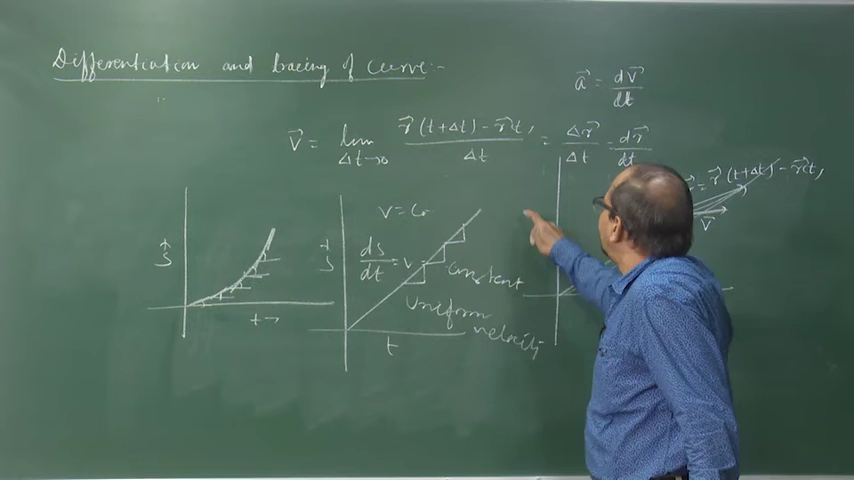 Differentiation and tracing of curve :-
a⃗ = dv⃗/dt
v⃗ = lim Δt→0 r⃗(t+Δt) - r⃗t, / Δt = Δr⃗/Δt = dr⃗/dt
= r⃗(t+Δt) - r⃗t,
v⃗
v = Co
S↑
t→
S↑
ds/dt = v = constant
uniform
velocity
t